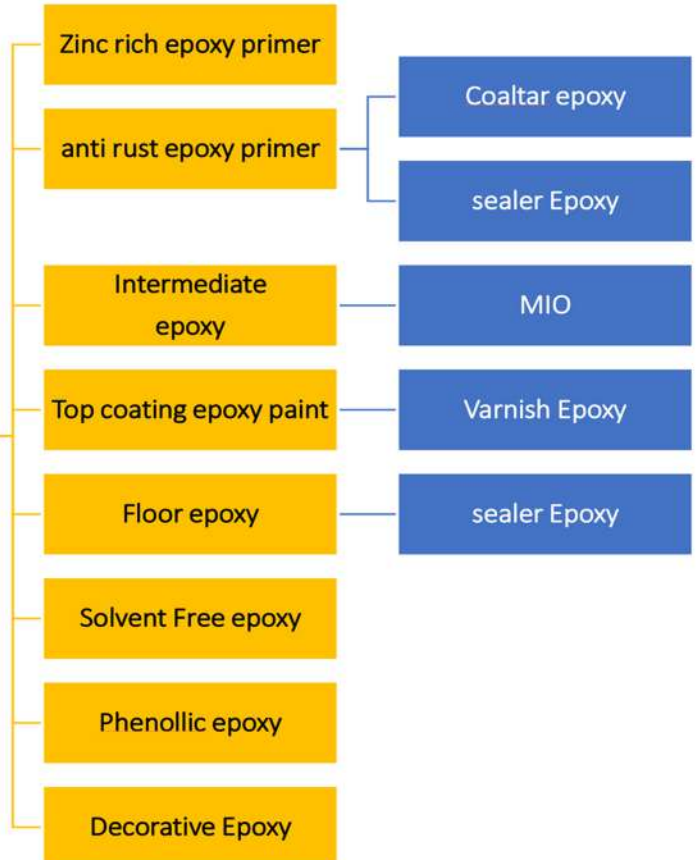 Zinc rich epoxy primer
Coaltar epoxy
anti rust epoxy primer
sealer Epoxy
Intermediate
epoxy
MIO
Top coating epoxy paint
Varnish Epoxy
Floor epoxy
sealer Epoxy
Solvent Free epoxy
Phenollic epoxy
Decorative Epoxy